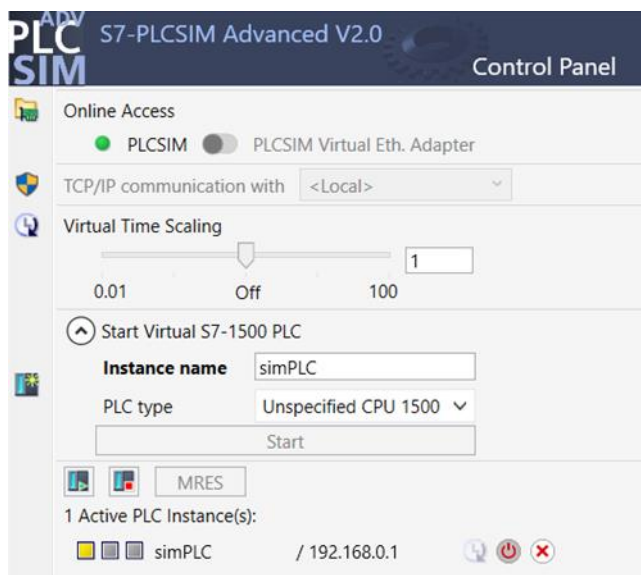 ADV
PLC
SIM
S7-PLCSIM Advanced V2.0
Control Panel
Online Access
PLCSIM PLCSIM Virtual Eth. Adapter
TCP/IP communication with <Local>
Virtual Time Scaling
1
0.01 Off 100
Start Virtual S7-1500 PLC
Instance name simPLC
PLC type Unspecified CPU 1500
Start
MRES
1 Active PLC Instance(s):
simPLC / 192.168.0.1